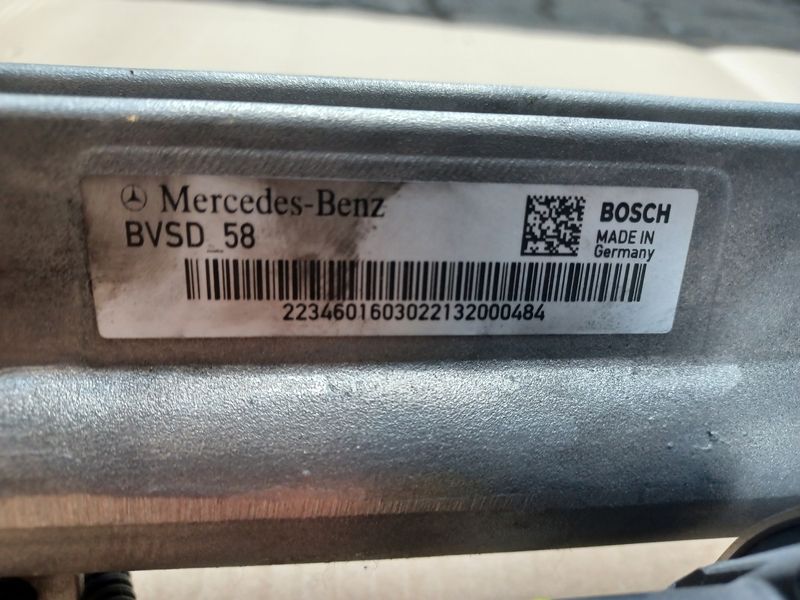 Mercedes-Benz
BVSD_58
BOSCH
MADE IN
Germany
2234601603022132000484